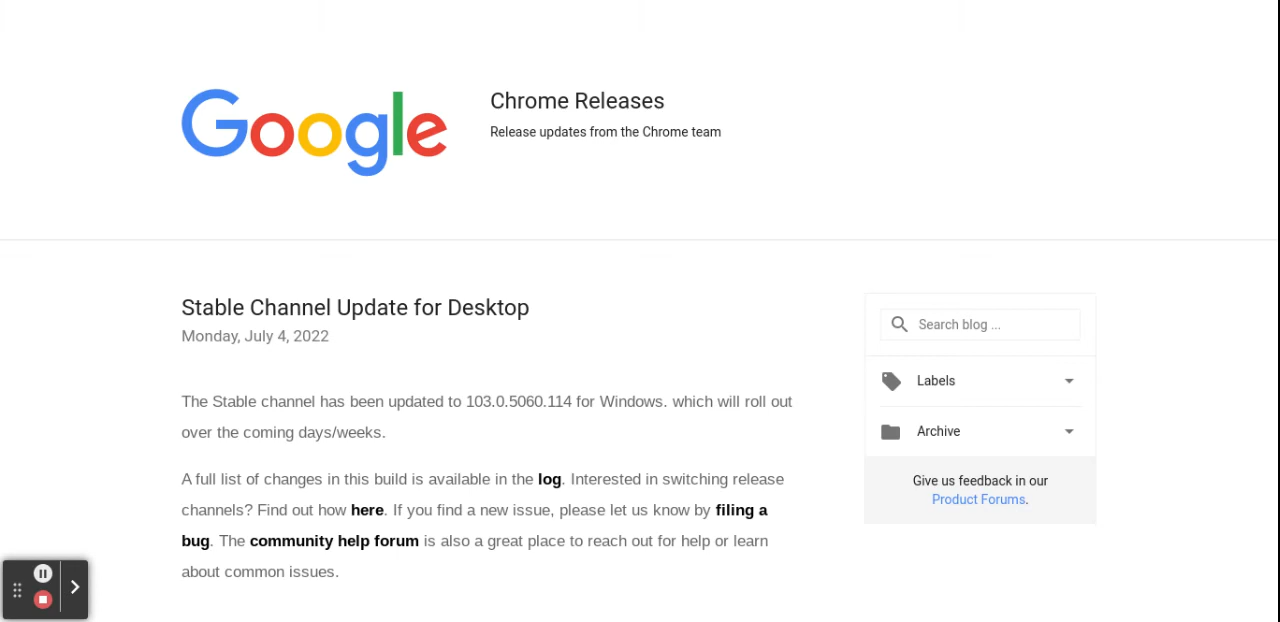 Google
Chrome Releases
Release updates from the Chrome team
Stable Channel Update for Desktop
Monday, July 4, 2022
The Stable channel has been updated to 103.0.5060.114 for Windows. which will roll out
over the coming days/weeks.
A full list of changes in this build is available in the log. Interested in switching release
channels? Find out how here. If you find a new issue, please let us know by filing a
bug. The community help forum is also a great place to reach out for help or learn
about common issues.
Search blog ...
Labels
Archive
Give us feedback in our
Product Forums.